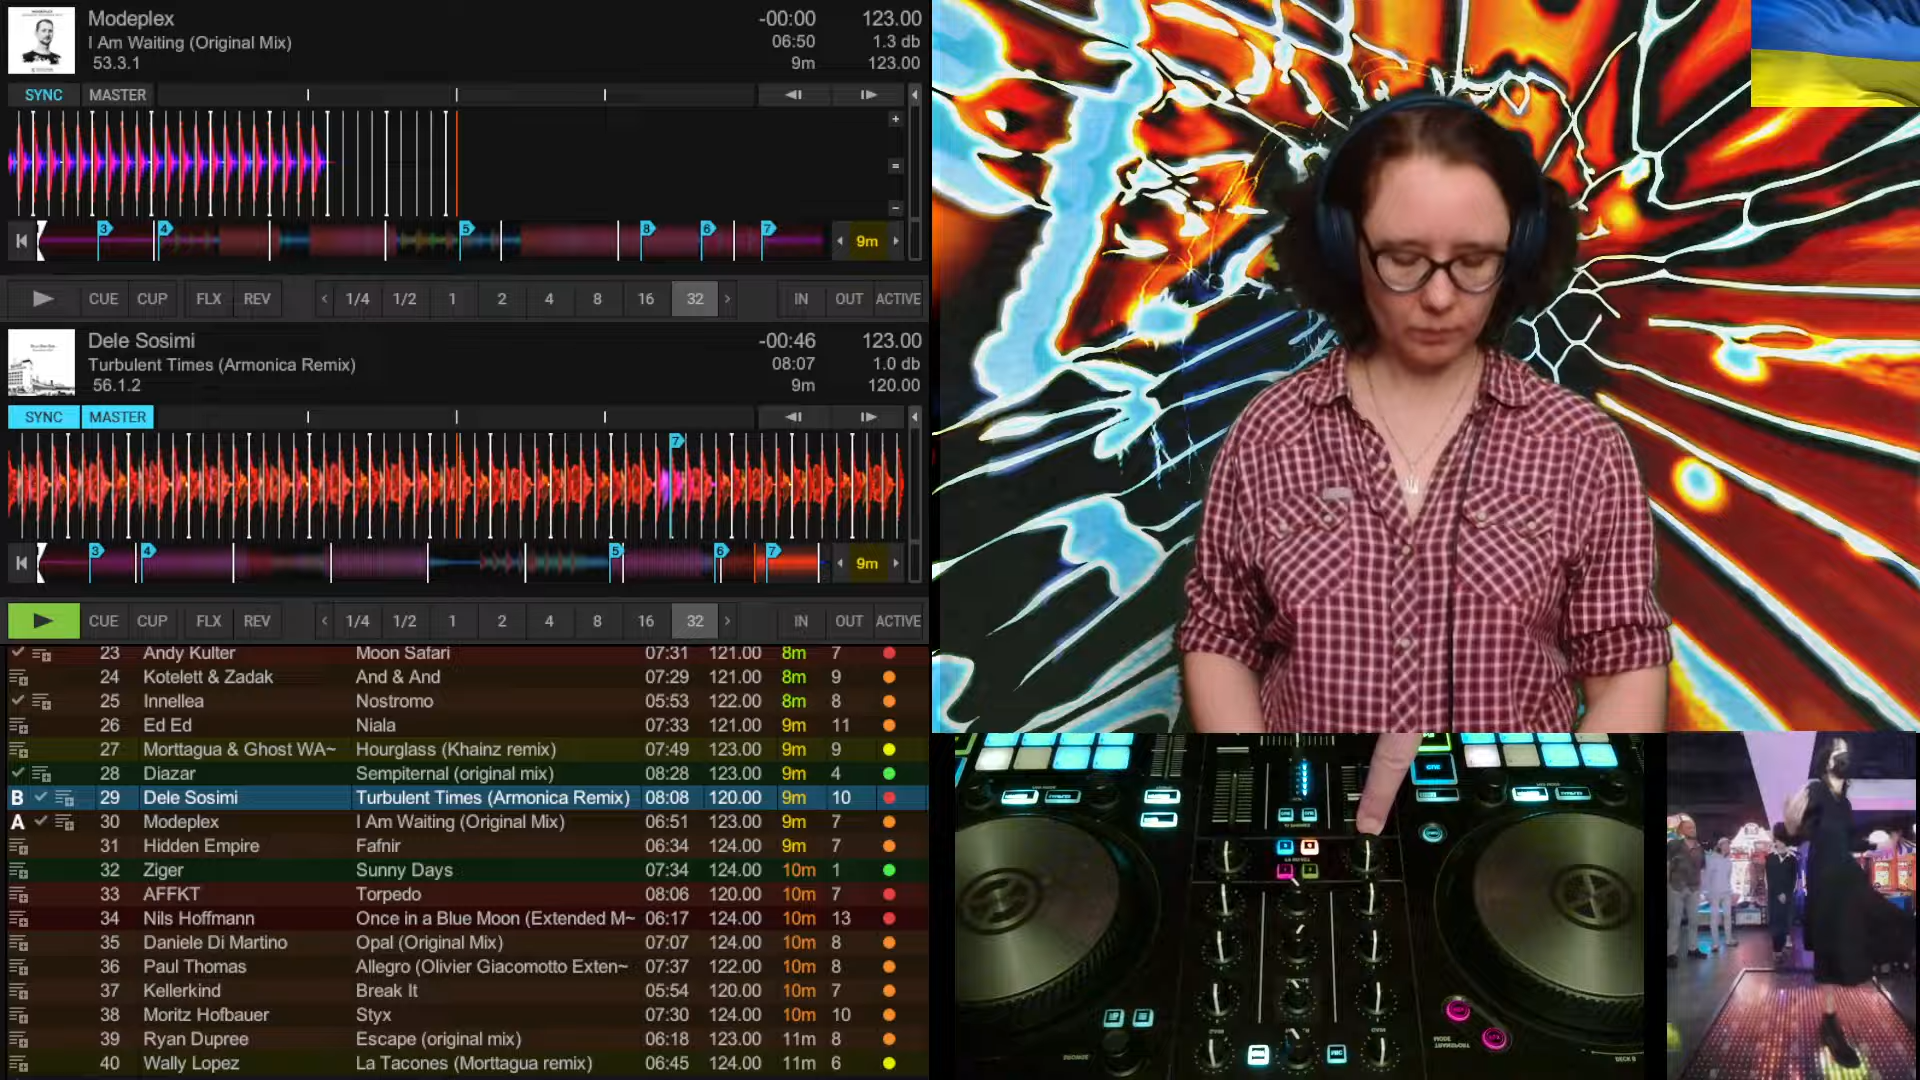 Modeplex -00:00 123.00
I Am Waiting (Original Mix) 06:50 1.3 db
53.3.1 9m 123.00
SYNC MASTER
3 4 5 8 6 7 9m
CUE CUP FLX REV 1/4 1/2 1 2 4 8 16 32 IN OUT ACTIVE
Dele Sosimi -00:46 123.00
Turbulent Times (Armonica Remix) 08:07 1.0 db
56.1.2 9m 120.00
SYNC MASTER
7
3 4 5 6 7 9m
CUE CUP FLX REV 1/4 1/2 1 2 4 8 16 32 IN OUT ACTIVE
23 Andy Kulter Moon Safari 07:31 121.00 8m 7
24 Kotelett & Zadak And & And 07:29 121.00 8m 9
25 Innellea Nostromo 05:53 122.00 8m 8
26 Ed Ed Niala 07:33 121.00 9m 11
27 Morttagua & Ghost WA~ Hourglass (Khainz remix) 07:49 123.00 9m 9
28 Diazar Sempiternal (original mix) 08:28 123.00 9m 4
B 29 Dele Sosimi Turbulent Times (Armonica Remix) 08:08 120.00 9m 10
A 30 Modeplex I Am Waiting (Original Mix) 06:51 123.00 9m 7
31 Hidden Empire Fafnir 06:34 124.00 9m 7
32 Ziger Sunny Days 07:34 124.00 10m 1
33 AFFKT Torpedo 08:06 120.00 10m 7
34 Nils Hoffmann Once in a Blue Moon (Extended M~ 06:17 124.00 10m 13
35 Daniele Di Martino Opal (Original Mix) 07:07 124.00 10m 8
36 Paul Thomas Allegro (Olivier Giacomotto Exten~ 07:37 122.00 10m 8
37 Kellerkind Break It 05:54 120.00 10m 7
38 Moritz Hofbauer Styx 07:30 124.00 10m 10
39 Ryan Dupree Escape (original mix) 06:18 123.00 11m 8
40 Wally Lopez La Tacones (Morttagua remix) 06:45 124.00 11m 6